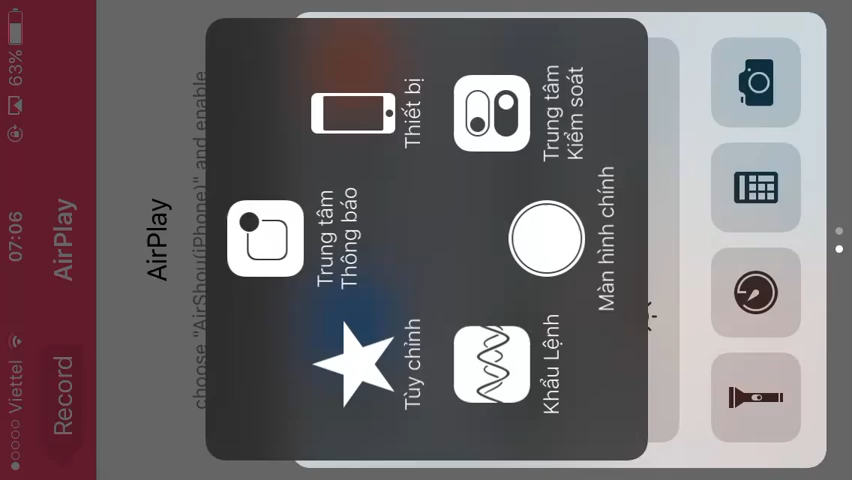 Viettel 07:06 63%
Record AirPlay
AirPlay
choose "AirShou(iPhone)" and enable
Trung tâm
Thông báo
Tùy chỉnh
Thiết bị
Khẩu Lệnh
Trung tâm
Kiểm soát
Màn hình chính